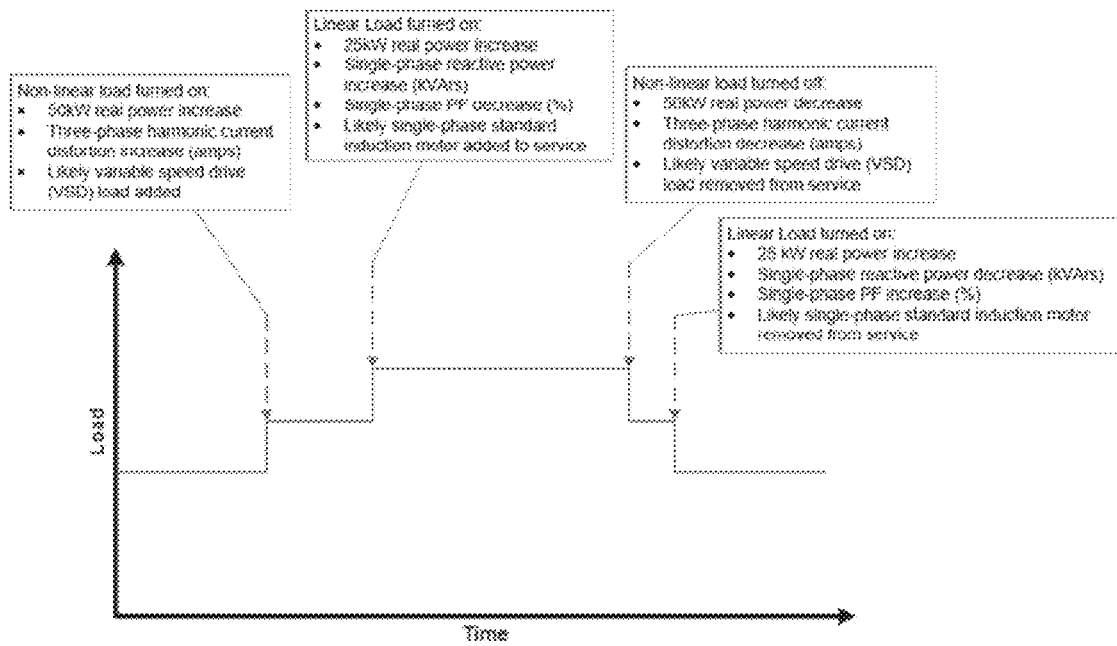 Linear Load turned on:
• 25kW real power increase
• Single-phase reactive power
increase (kVArs)
• Single-phase PF decrease (%)
• Likely single-phase standard
induction motor added to service
Non-linear load turned on:
• 50kW real power increase
• Three-phase harmonic current
distortion increase (amps)
• Likely variable speed drive
(VSD) load added
Non-linear load turned off:
• 50kW real power decrease
• Three-phase harmonic current
distortion decrease (amps)
• Likely variable speed drive (VSD)
load removed from service
Linear Load turned on:
• 25 kW real power increase
• Single-phase reactive power decrease (kVArs)
• Single-phase PF increase (%)
• Likely single-phase standard induction motor
removed from service
Load
Time